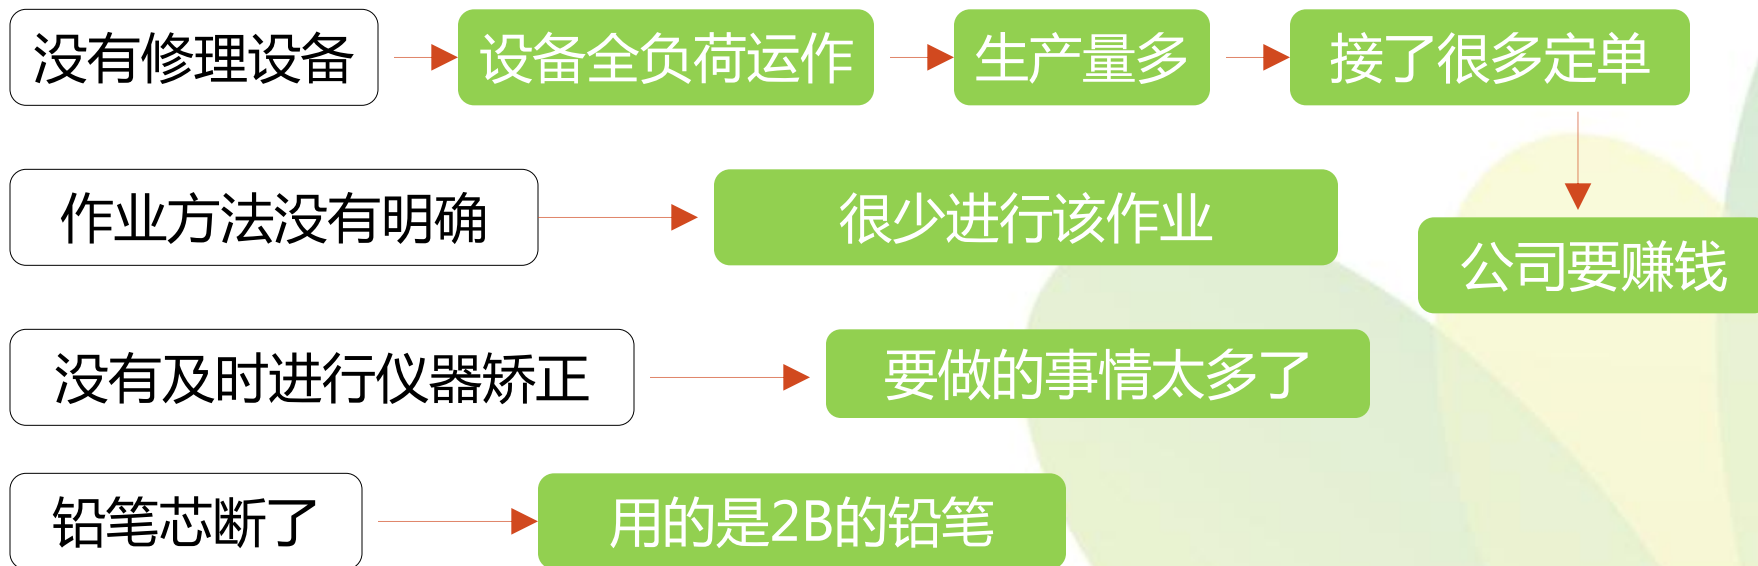 没有修理设备
设备全负荷运作
生产量多
接了很多定单
作业方法没有明确
很少进行该作业
公司要赚钱
没有及时进行仪器矫正
要做的事情太多了
铅笔芯断了
用的是2B的铅笔